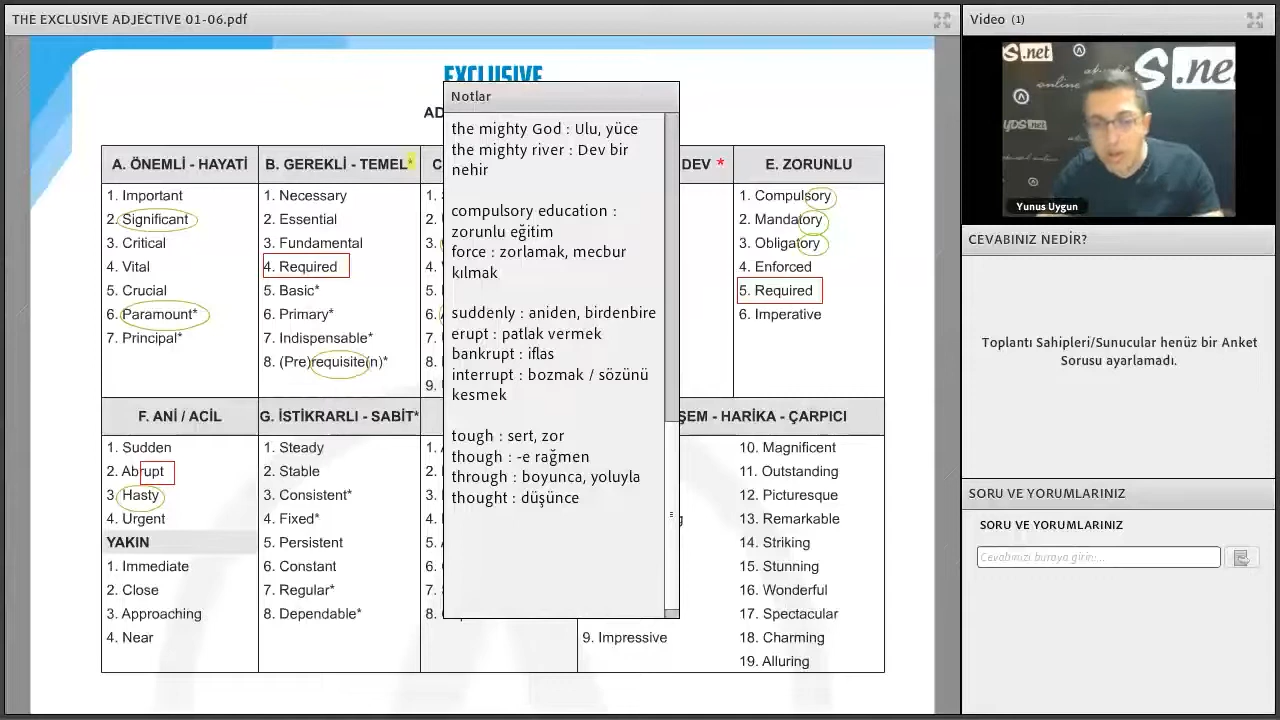 THE EXCLUSIVE ADJECTIVE 01-06.pdf
EXCLUSIVE
A. ÖNEMLİ - HAYATİ
1. Important
2. Significant
3. Critical
4. Vital
5. Crucial
6. Paramount*
7. Principal*
B. GEREKLİ - TEMEL*
1. Necessary
2. Essential
3. Fundamental
4. Required
5. Basic*
6. Primary*
7. Indispensable*
8. (Pre)requisite(n)*
DEV *
E. ZORUNLU
1. Compulsory
2. Mandatory
3. Obligatory
4. Enforced
5. Required
6. Imperative
F. ANİ / ACİL
1. Sudden
2. Abrupt
3. Hasty
4. Urgent
YAKIN
1. Immediate
2. Close
3. Approaching
4. Near
G. İSTİKRARLI - SABİT*
1. Steady
2. Stable
3. Consistent*
4. Fixed*
5. Persistent
6. Constant
7. Regular*
8. Dependable*
ŞEM - HARİKA - ÇARPICI
9. Impressive
10. Magnificent
11. Outstanding
12. Picturesque
13. Remarkable
14. Striking
15. Stunning
16. Wonderful
17. Spectacular
18. Charming
19. Alluring
Notlar
the mighty God : Ulu, yüce
the mighty river : Dev bir
nehir
compulsory education :
zorunlu eğitim
force : zorlamak, mecbur
kılmak
suddenly : aniden, birdenbire
erupt : patlak vermek
bankrupt : iflas
interrupt : bozmak / sözünü
kesmek
tough : sert, zor
though : -e rağmen
through : boyunca, yoluyla
thought : düşünce
Video (1)
S.net
S.ne
online
YDS.net
Yunus Uygun
CEVABINIZ NEDİR?
Toplantı Sahipleri/Sunucular henüz bir Anket
Sorusu ayarlamadı.
SORU VE YORUMLARINIZ
SORU VE YORUMLARINIZ
Cevabınızı buraya girin...